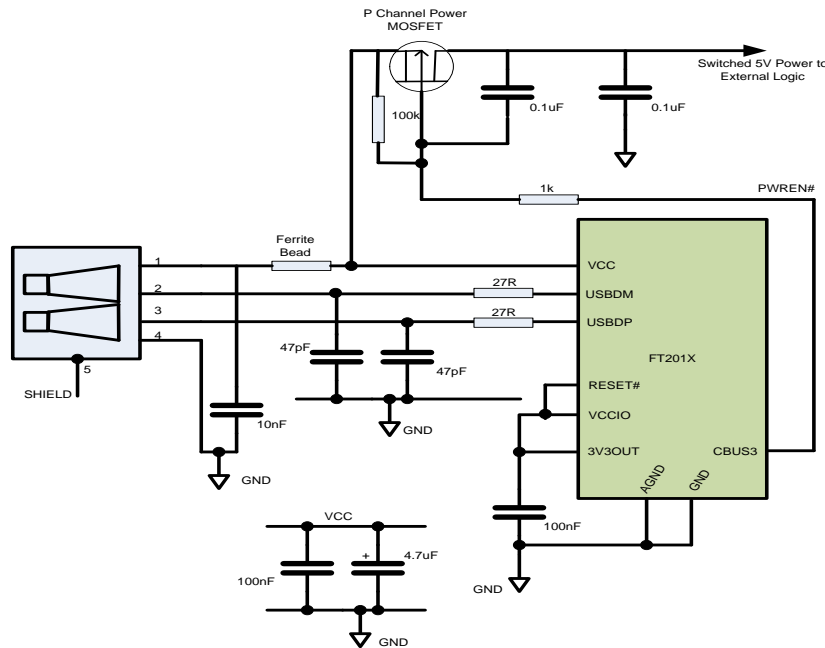 P Channel Power
MOSFET
Switched 5V Power to
External Logic
100k
0.1uF
0.1uF
1k
PWREN#
Ferrite
Bead
1
VCC
2
27R
USBDM
3
27R
USBDP
4
47pF
47pF
FT201X
5
SHIELD
RESET#
10nF
VCCIO
GND
3V3OUT
CBUS3
GND
AGND
GND
VCC
100nF
+
4.7uF
100nF
GND
GND